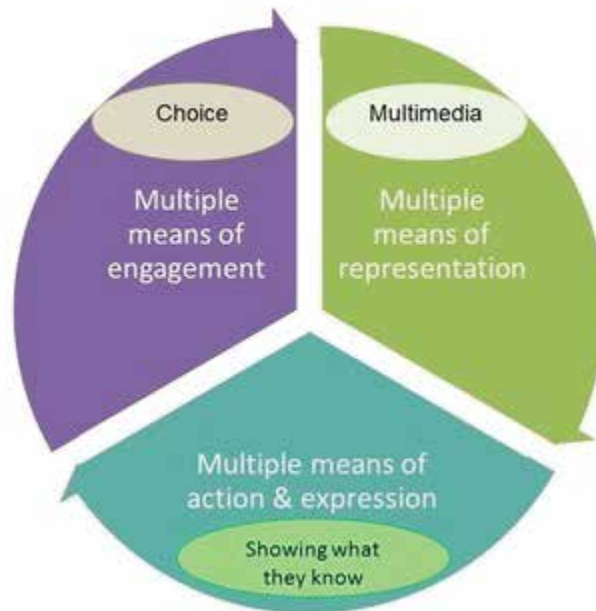 Choice
Multiple
means of
engagement
Multimedia
Multiple
means of
representation
Multiple means of
action & expression
Showing what
they know